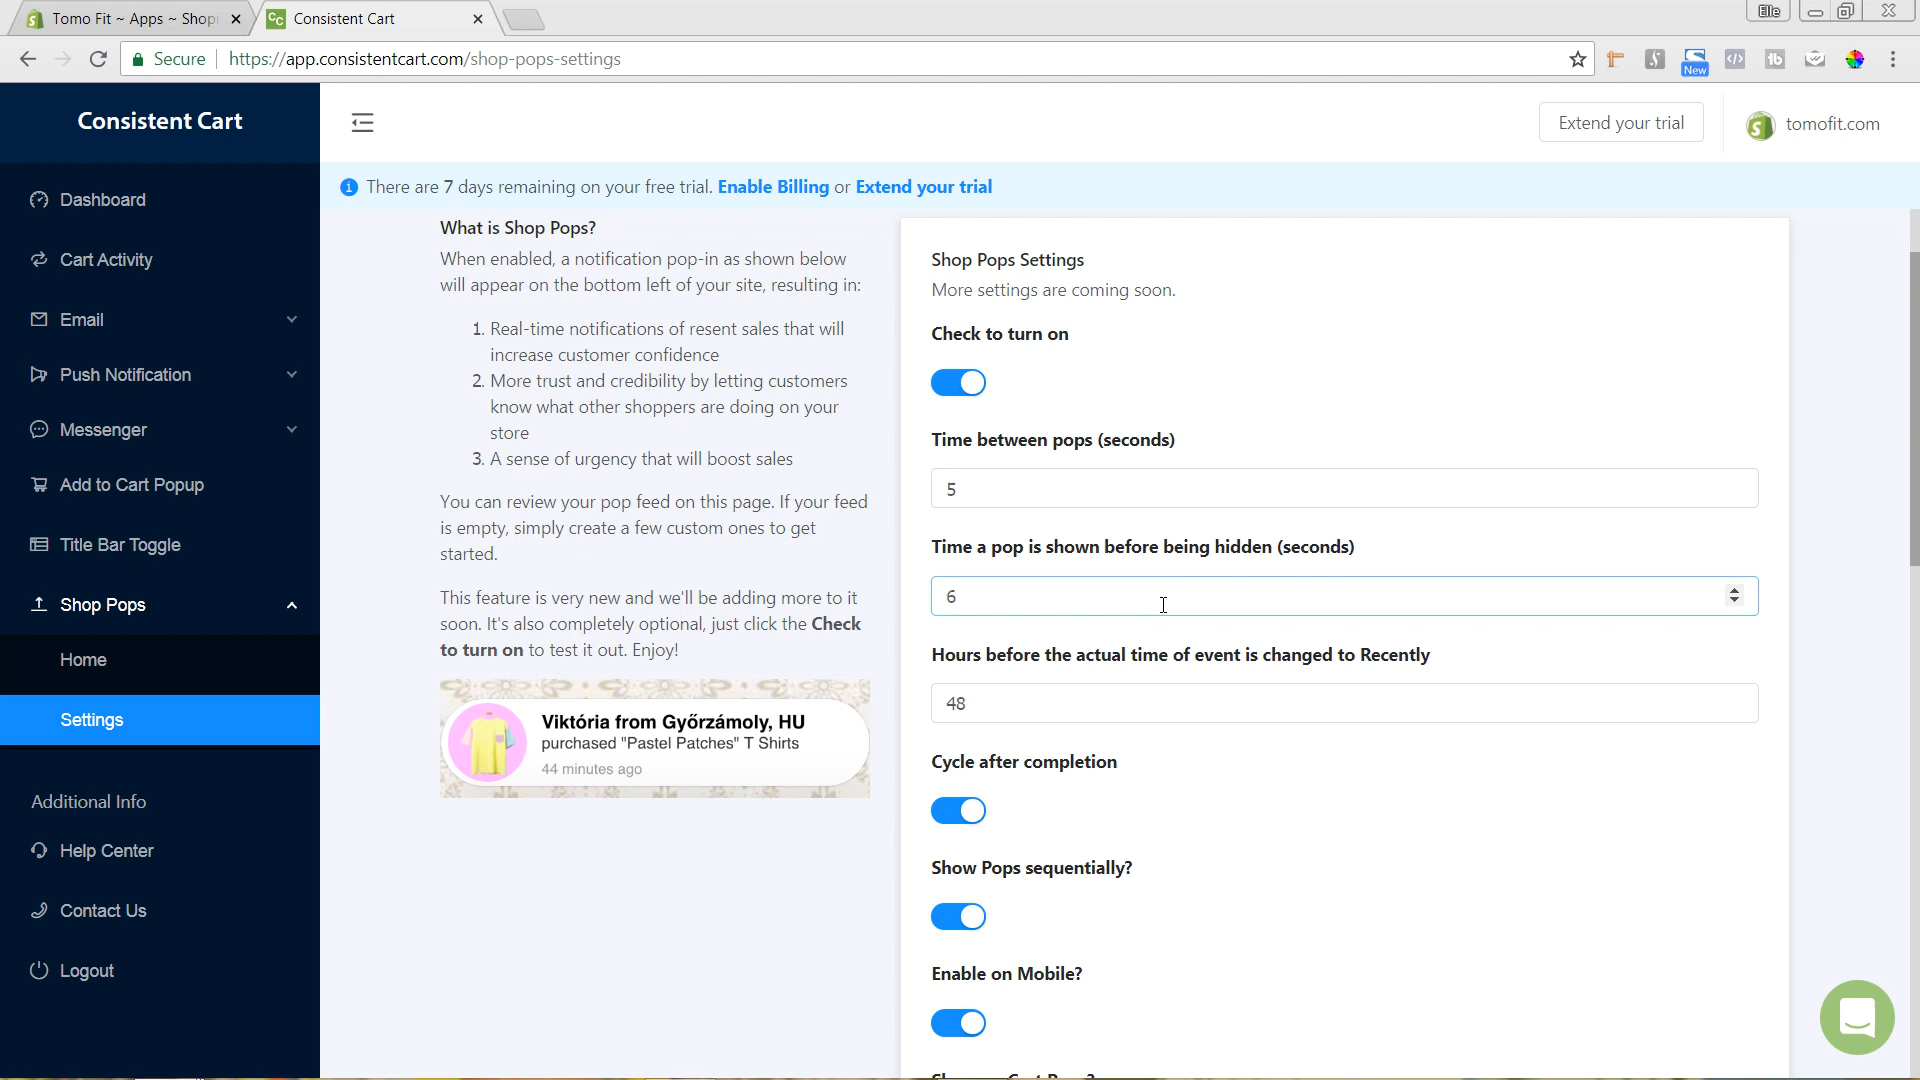 Tomo Fit ~ Apps ~ Shopi
Consistent Cart
Elle
Secure
https://app.consistentcart.com/shop-pops-settings
New
Consistent Cart
Extend your trial
tomofit.com
There are 7 days remaining on your free trial. Enable Billing or Extend your trial
Dashboard
Cart Activity
Email
Push Notification
Messenger
Add to Cart Popup
Title Bar Toggle
Shop Pops
Home
Settings
Additional Info
Help Center
Contact Us
Logout
What is Shop Pops?
When enabled, a notification pop-in as shown below
will appear on the bottom left of your site, resulting in:
1. Real-time notifications of resent sales that will
increase customer confidence
2. More trust and credibility by letting customers
know what other shoppers are doing on your
store
3. A sense of urgency that will boost sales
You can review your pop feed on this page. If your feed
is empty, simply create a few custom ones to get
started.
This feature is very new and we'll be adding more to it
soon. It's also completely optional, just click the Check
to turn on to test it out. Enjoy!
Viktória from Győrzámoly, HU
purchased "Pastel Patches" T Shirts
44 minutes ago
Shop Pops Settings
More settings are coming soon.
Check to turn on
Time between pops (seconds)
5
Time a pop is shown before being hidden (seconds)
6
Hours before the actual time of event is changed to Recently
48
Cycle after completion
Show Pops sequentially?
Enable on Mobile?